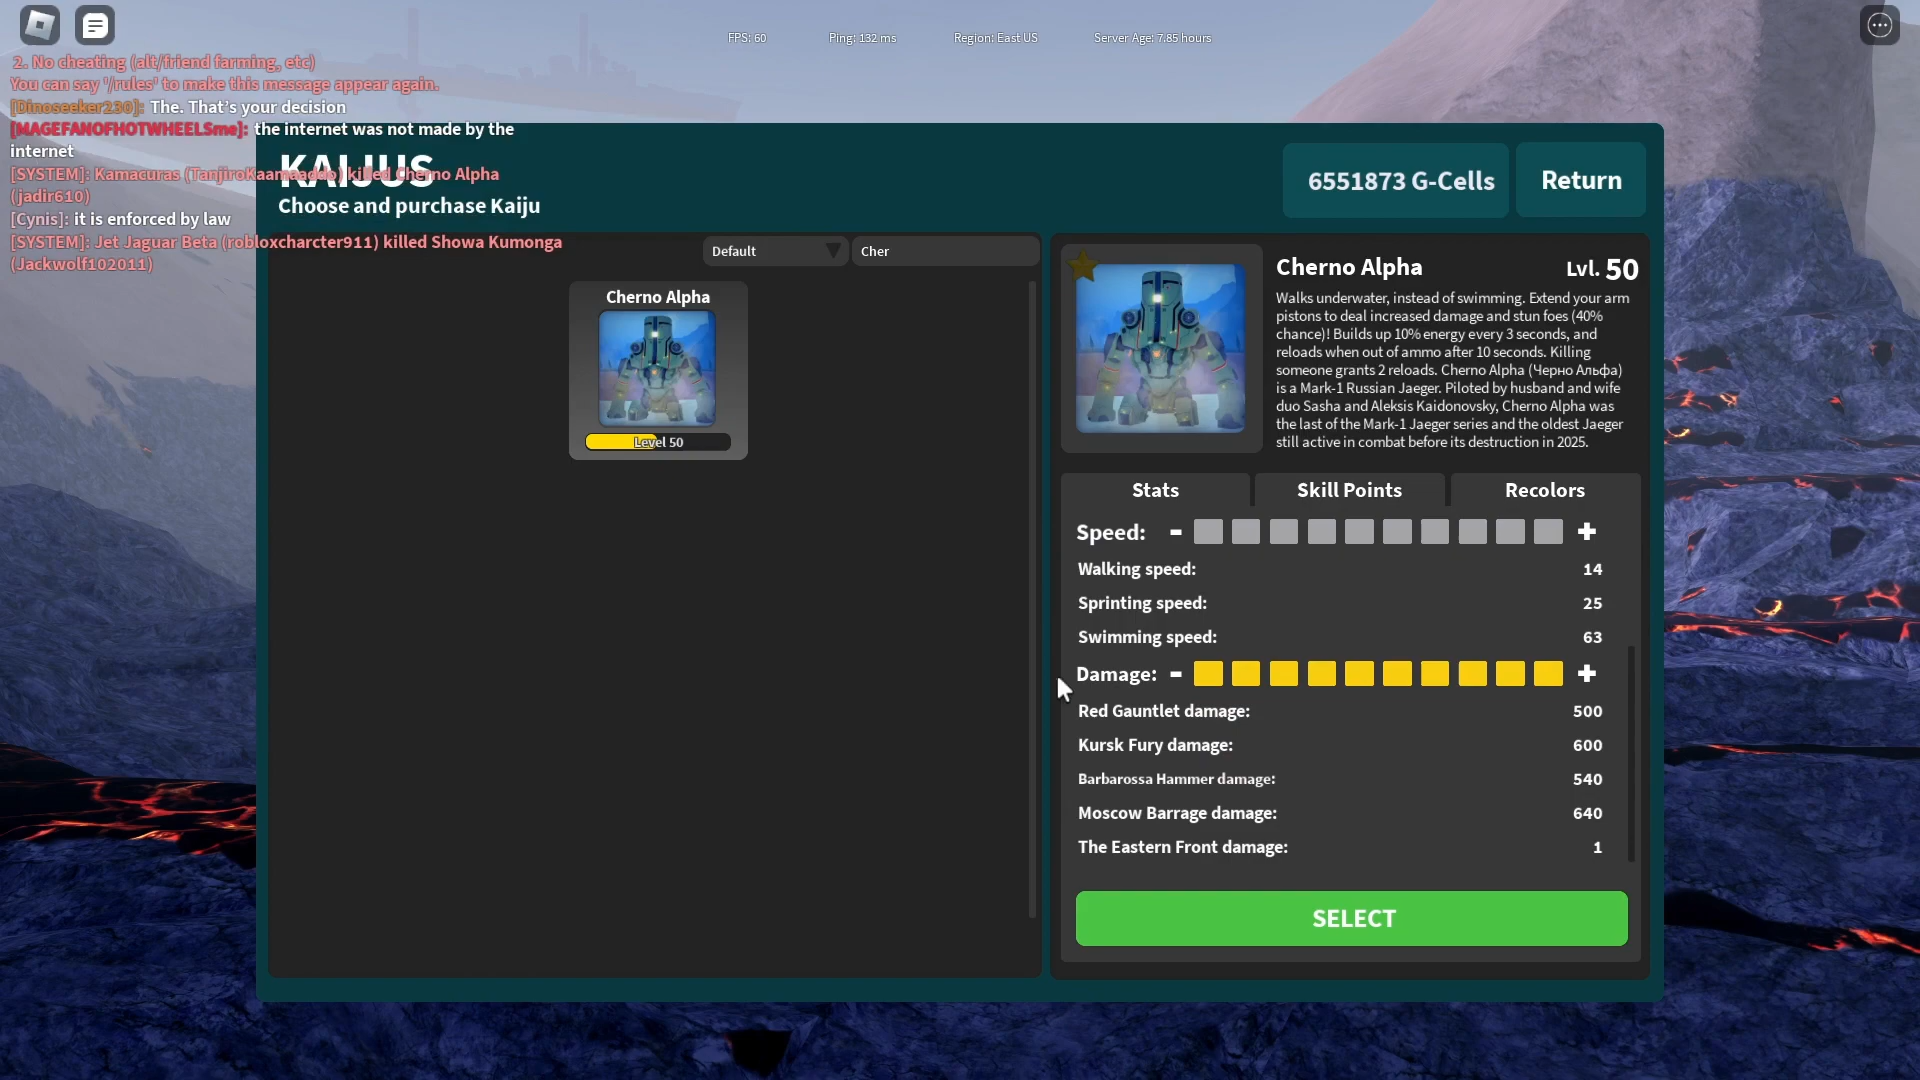 FPS: 60
Ping: 132 ms
Region: East US
Server Age: 7.85 hours
2. No cheating (alt/friend farming, etc)
You can say '/rules' to make this message appear again.
[Dinoseeker230]: The. That's your decision
[MAGEFANOFHOTWHEELSme]: the internet was not made by the
internet
[SYSTEM]: Kamacuras (TanjiroKaamaaddo) killed Cherno Alpha
(jadir610)
[Cynis]: it is enforced by law
[SYSTEM]: Jet Jaguar Beta (robloxcharcter911) killed Showa Kumonga
(Jackwolf102011)
KAIJUS
Choose and purchase Kaiju
6551873 G-Cells
Return
Default
Cher
Cherno Alpha
Level 50
Cherno Alpha
Lvl. 50
Walks underwater, instead of swimming. Extend your arm
pistons to deal increased damage and stun foes (40%
chance)! Builds up 10% energy every 3 seconds, and
reloads when out of ammo after 10 seconds. Killing
someone grants 2 reloads. Cherno Alpha (Черно Альфа)
is a Mark-1 Russian Jaeger. Piloted by husband and wife
duo Sasha and Aleksis Kaidonovsky, Cherno Alpha was
the last of the Mark-1 Jaeger series and the oldest Jaeger
still active in combat before its destruction in 2025.
Stats
Skill Points
Recolors
Speed: - +
Walking speed: 14
Sprinting speed: 25
Swimming speed: 63
Damage: - +
Red Gauntlet damage: 500
Kursk Fury damage: 600
Barbarossa Hammer damage: 540
Moscow Barrage damage: 640
The Eastern Front damage: 1
SELECT